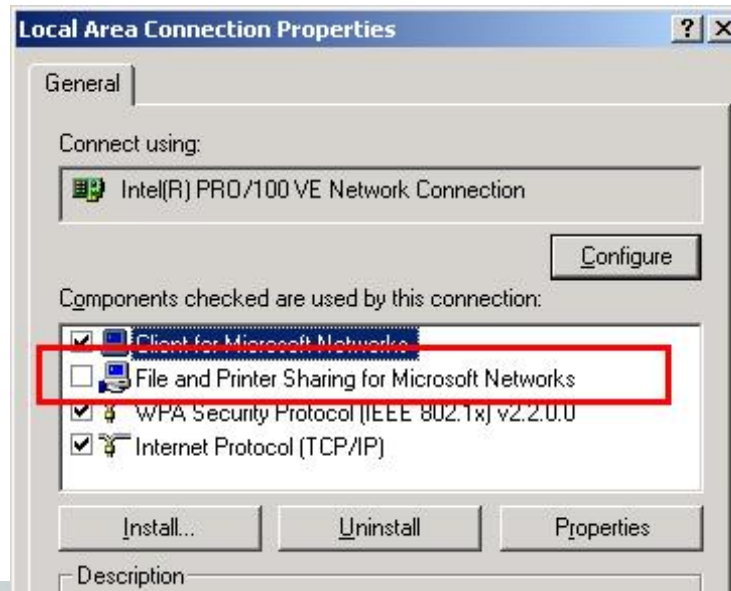 Local Area Connection Properties
General
Connect using:
Intel(R) PRO/100 VE Network Connection
Configure
Components checked are used by this connection:
Client for Microsoft Networks
File and Printer Sharing for Microsoft Networks
WPA Security Protocol (IEEE 802.1x) v2.2.0.0
Internet Protocol (TCP/IP)
Install... Uninstall Properties
Description